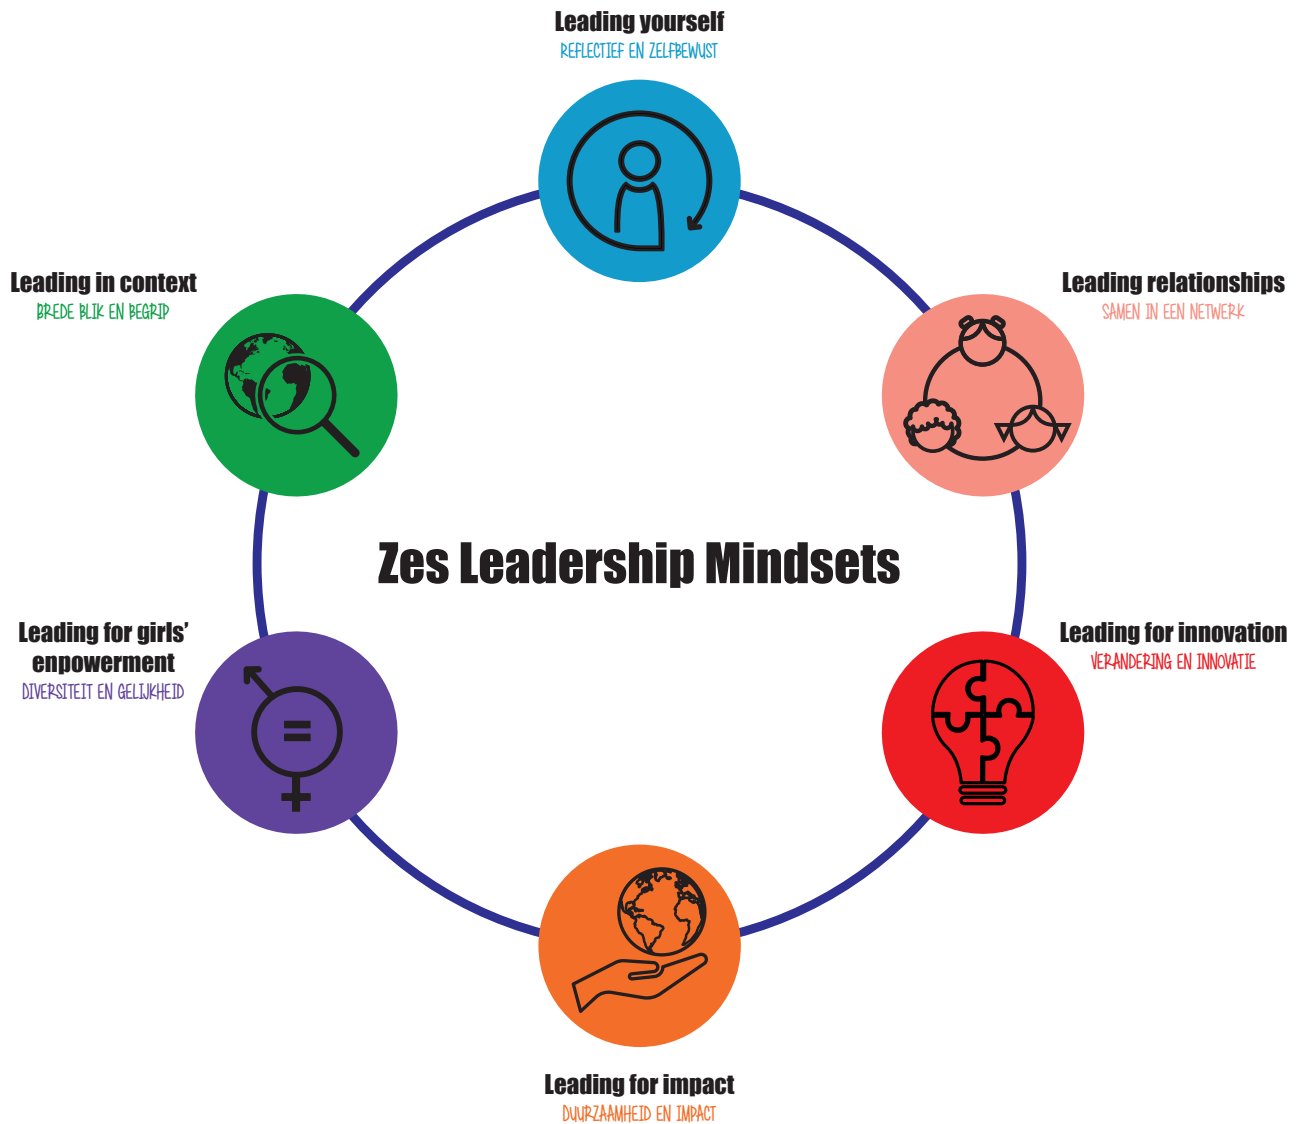 Leading yourself
REFLECTIEF EN ZELFBEWUST
Leading in context
BREDE BLIK EN BEGRIP
Leading relationships
SAMEN IN EEN NETWERK
Zes Leadership Mindsets
Leading for girls’
enpowerment
DIVERSITEIT EN GELIJKHEID
Leading for innovation
VERANDERING EN INNOVATIE
Leading for impact
DUURZAAMHEID EN IMPACT